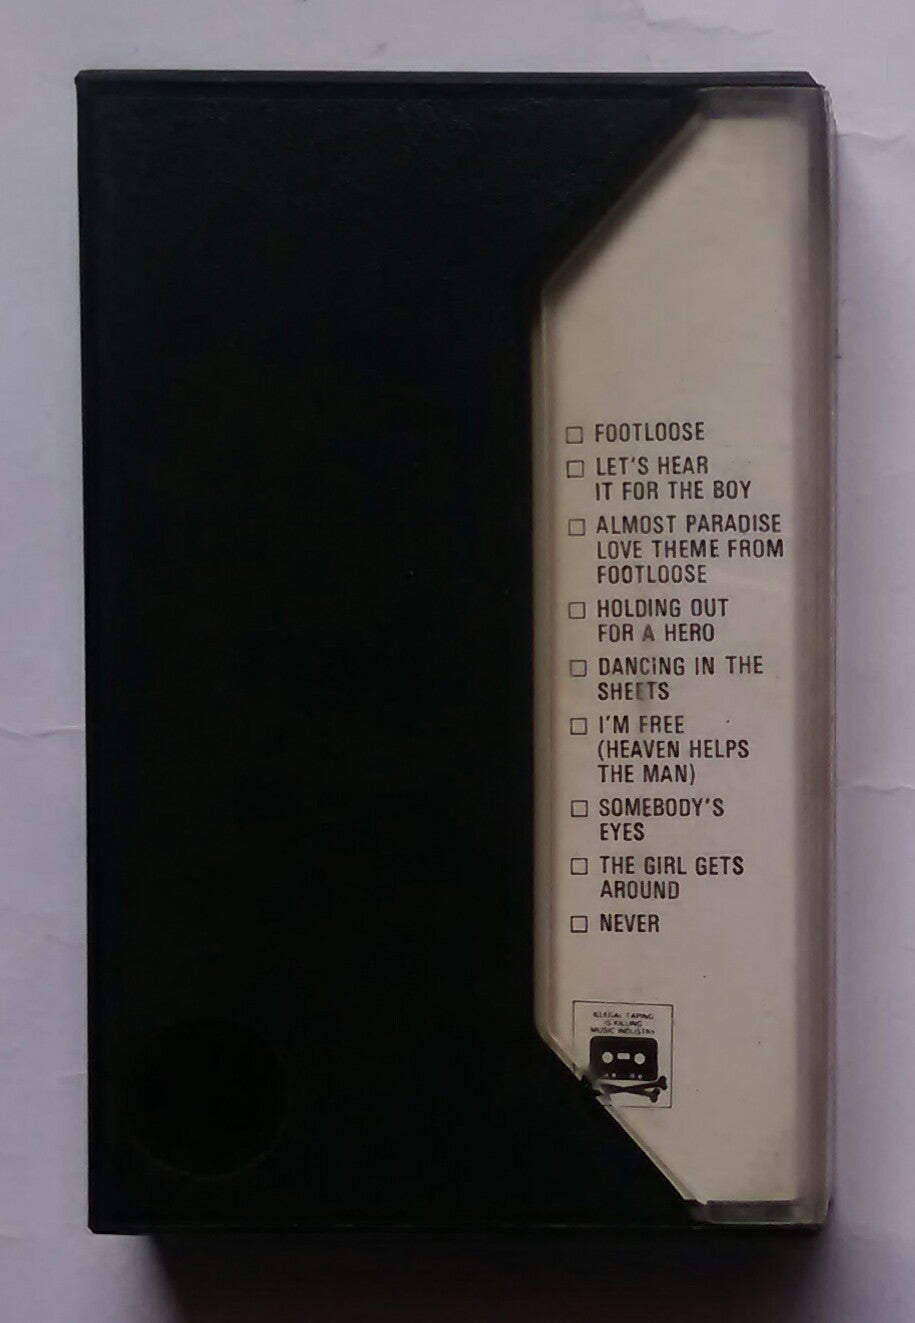 ☐ FOOTLOOSE
☐ LET'S HEAR
IT FOR THE BOY
☐ ALMOST PARADISE
LOVE THEME FROM
FOOTLOOSE
☐ HOLDING OUT
FOR A HERO
☐ DANCING IN THE
SHEETS
☐ I'M FREE
(HEAVEN HELPS
THE MAN)
☐ SOMEBODY'S
EYES
☐ THE GIRL GETS
AROUND
☐ NEVER
ILLEGAL TAPING
IS KILLING
MUSIC INDUSTRY